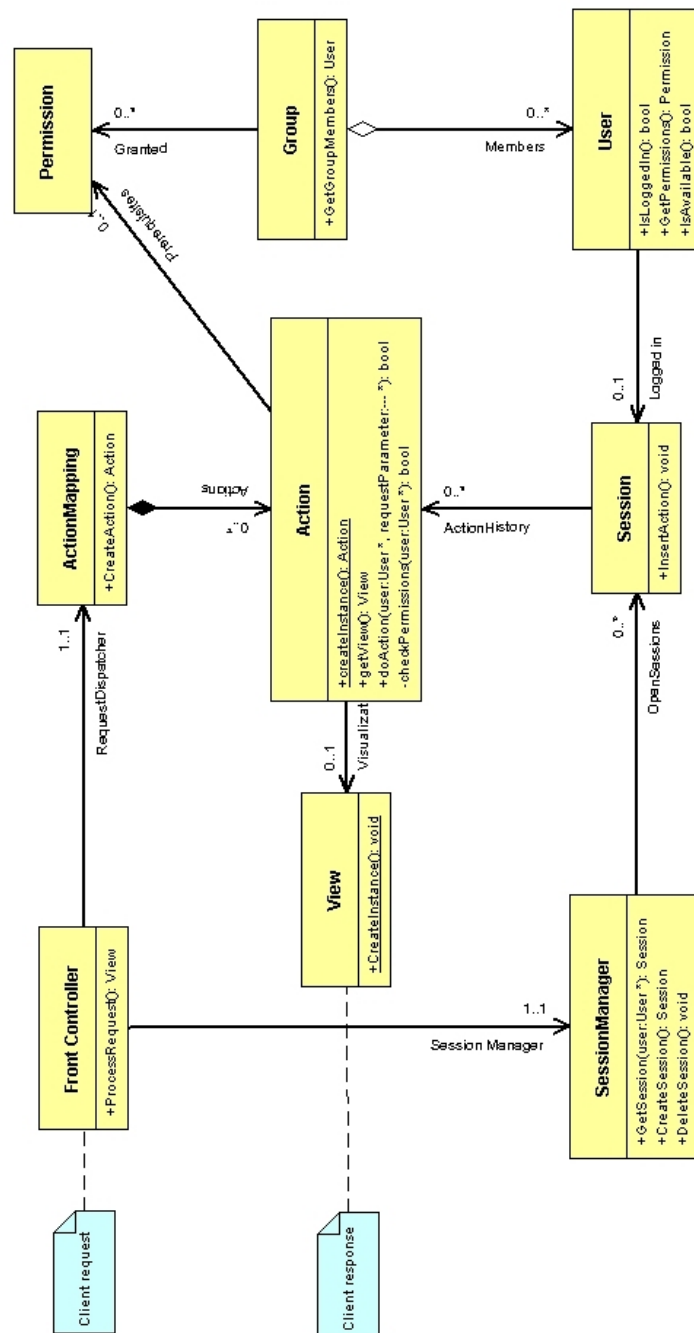 Client request
Front Controller
+ProcessRequest(): View
RequestDispatcher
1..1
ActionMapping
+CreateAction(): Action
Permission
Actions
0..*
0..1
Prerequisites
0..*
Granted
Client response
View
+CreateInstance(): void
0..1
Visualizat
Action
+createInstance(): Action
+getView(): View
+doAction(user:User *, requestParameter:--- *): bool
-checkPermissions(user:User *): bool
Group
+GetGroupMembers(): User
Session Manager
1..1
ActionHistory
0..*
Members
0..*
SessionManager
+GetSession(user:User *): Session
+CreateSession(): Session
+DeleteSession(): void
0..*
OpenSessions
Session
+InsertAction(): void
0..1
Logged in
User
+IsLoggedIn(): bool
+GetPermissions(): Permission
+IsAvailable(): bool